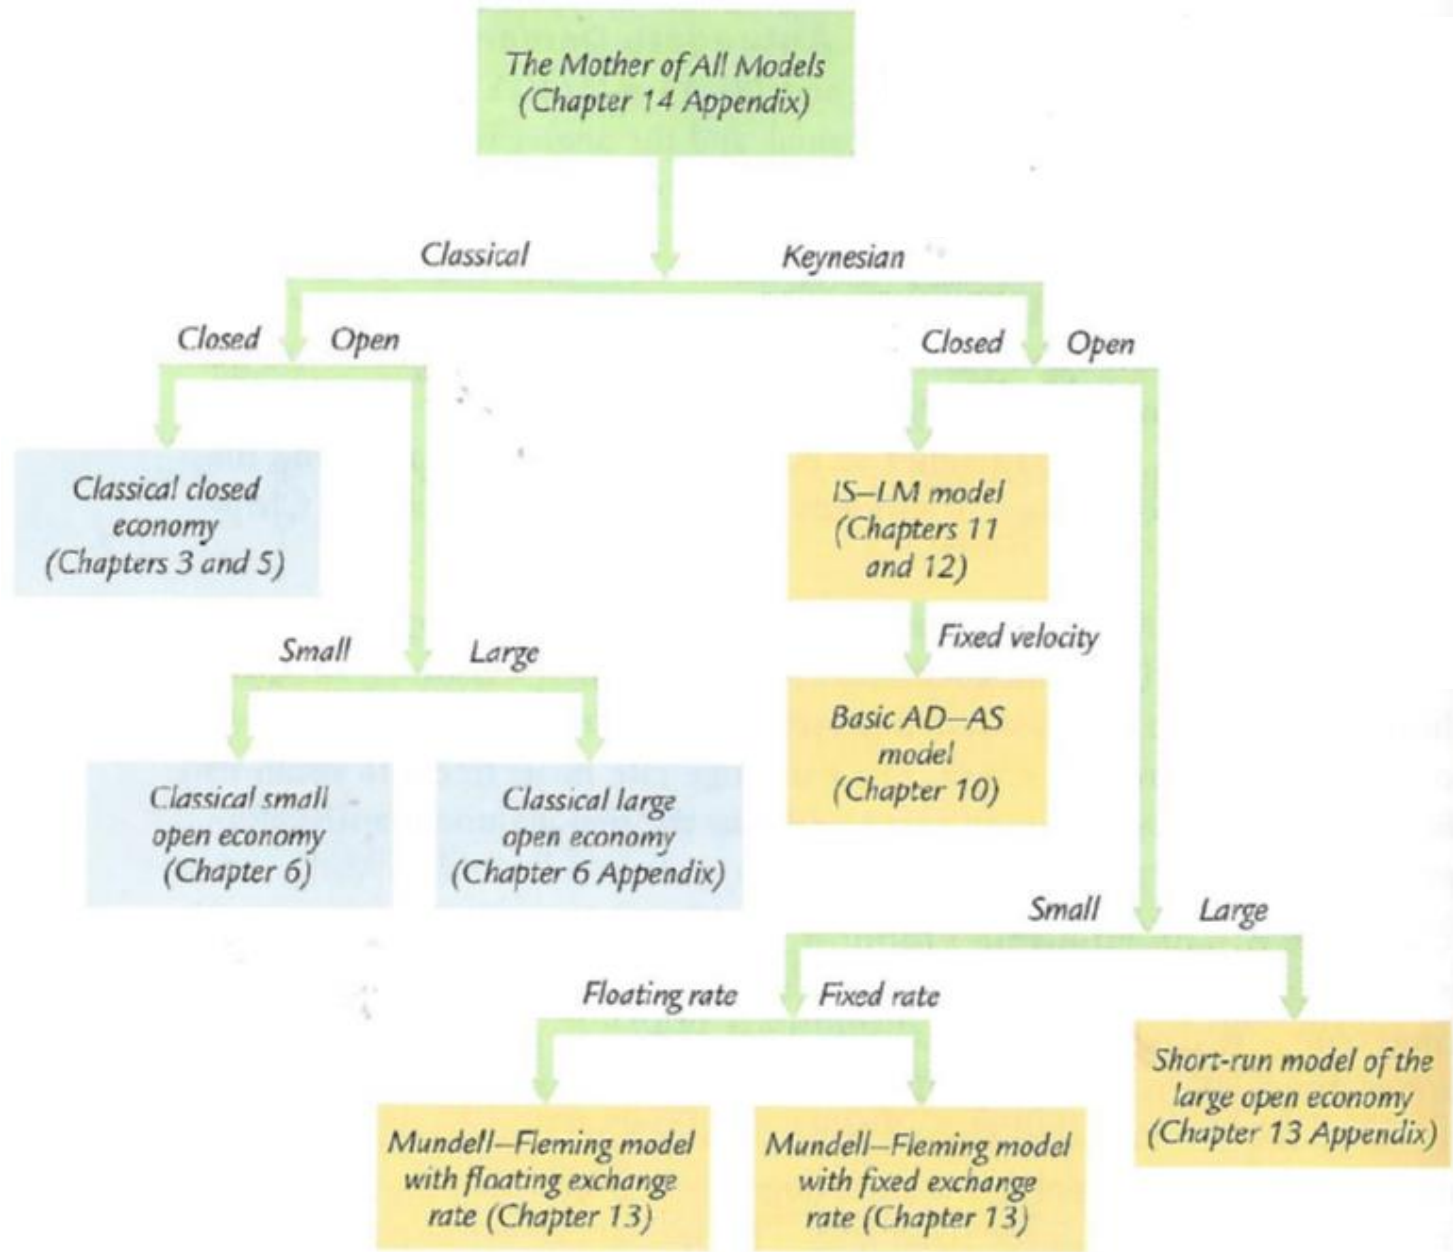 The Mother of All Models
(Chapter 14 Appendix)
Classical
Keynesian
Closed
Open
Closed
Open
Classical closed
economy
(Chapters 3 and 5)
IS–LM model
(Chapters 11
and 12)
Fixed velocity
Small
Large
Basic AD–AS
model
(Chapter 10)
Classical small
open economy
(Chapter 6)
Classical large
open economy
(Chapter 6 Appendix)
Small
Large
Floating rate
Fixed rate
Short-run model of the
large open economy
(Chapter 13 Appendix)
Mundell–Fleming model
with floating exchange
rate (Chapter 13)
Mundell–Fleming model
with fixed exchange
rate (Chapter 13)